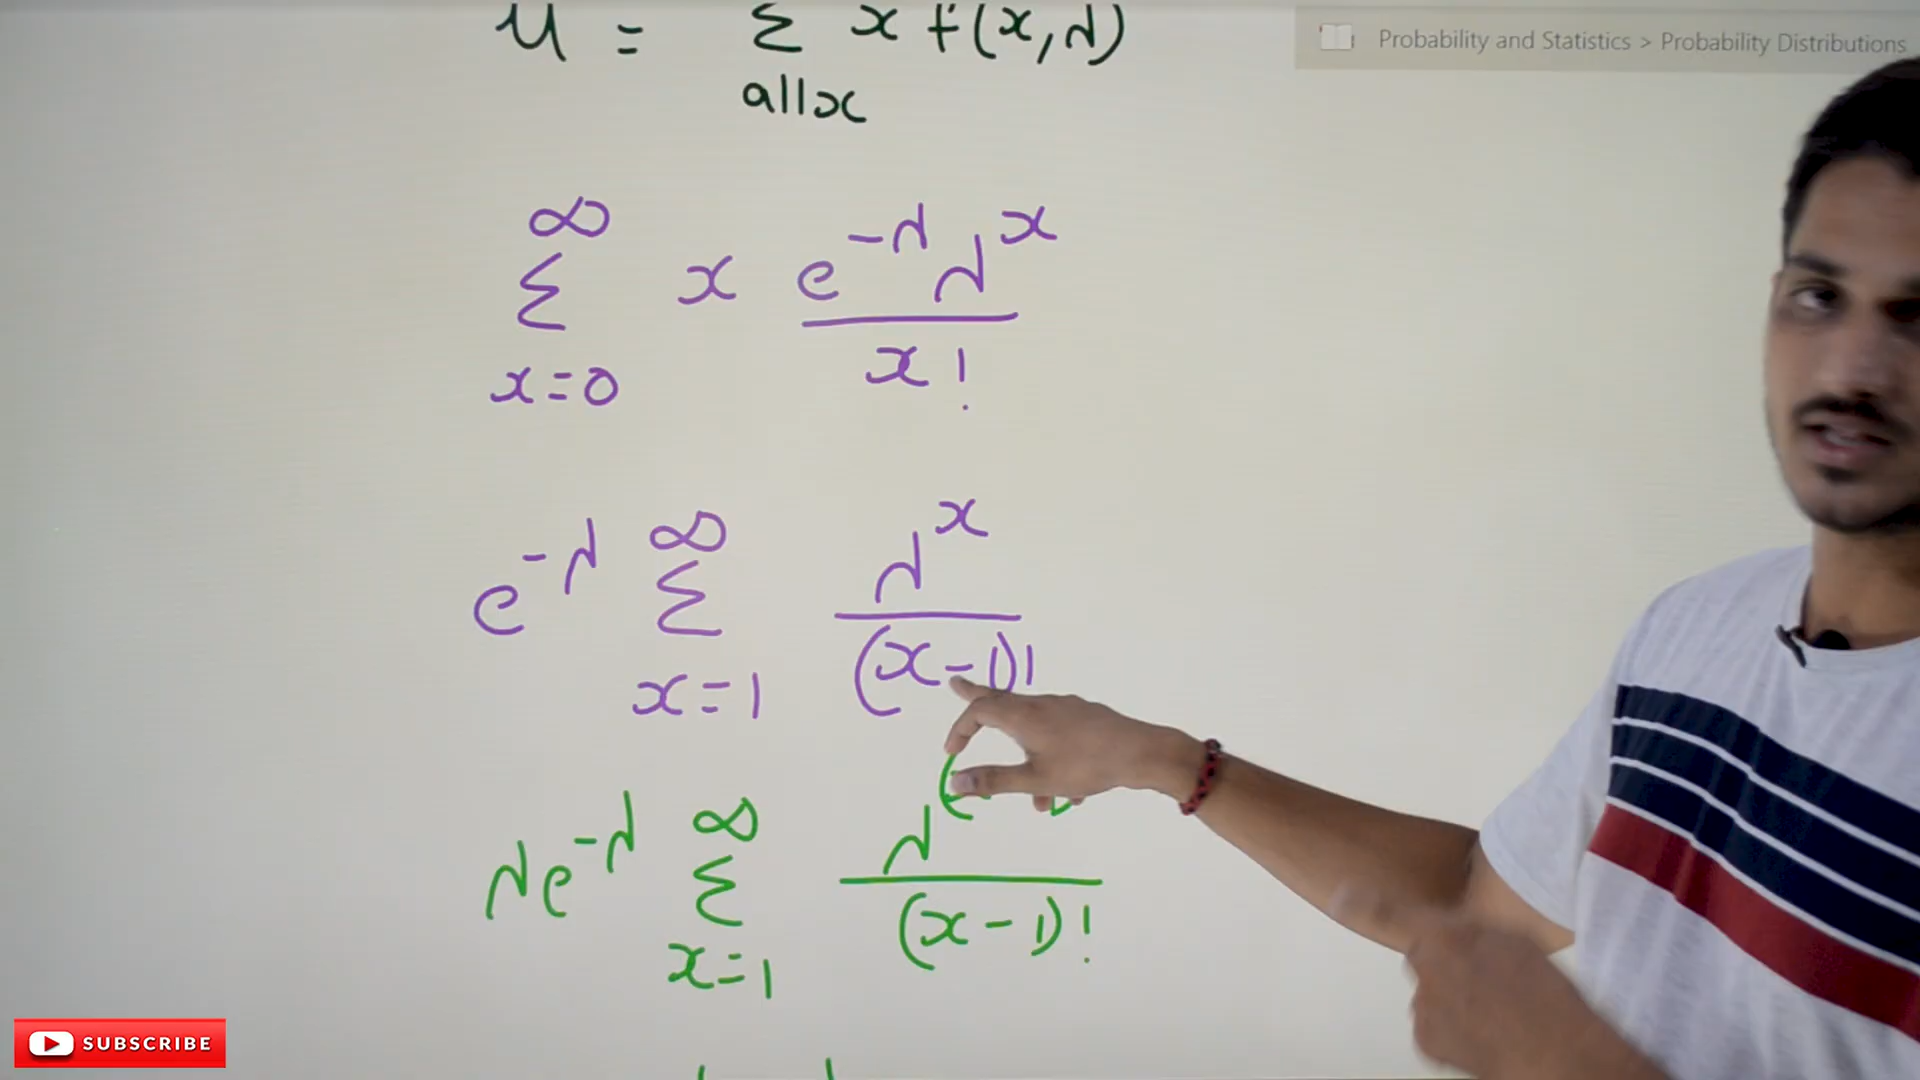 μ = Σ x f(x,λ)
all x
Probability and Statistics > Probability Distributions
∞
Σ x e^-λ λ^x
x=0 x!
e^-λ ∞ Σ λ^x
x=1 (x-1)!
λe^-λ ∞ Σ λ^(
x=1 (x-1)!
SUBSCRIBE